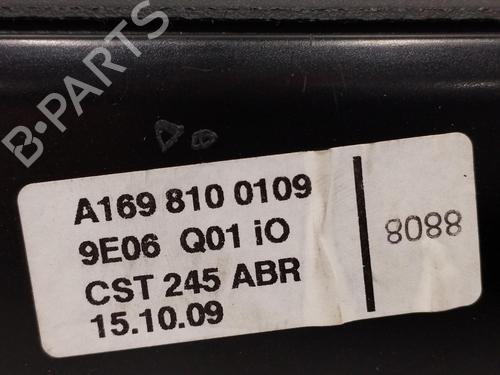 B-PARTS
A169 810 0109
9E06 Q01 iO
CST 245 ABR
15.10.09
8088